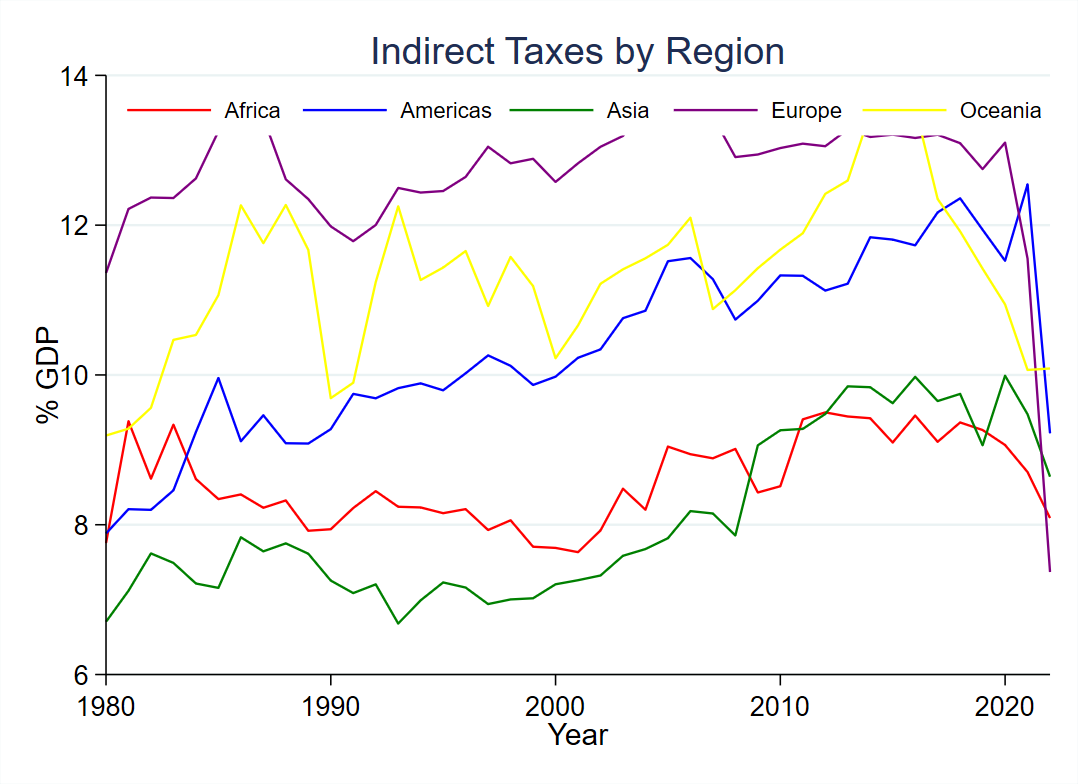 Indirect Taxes by Region
14
Africa Americas Asia Europe Oceania
12
% GDP
10
8
6
1980 1990 2000 2010 2020
Year